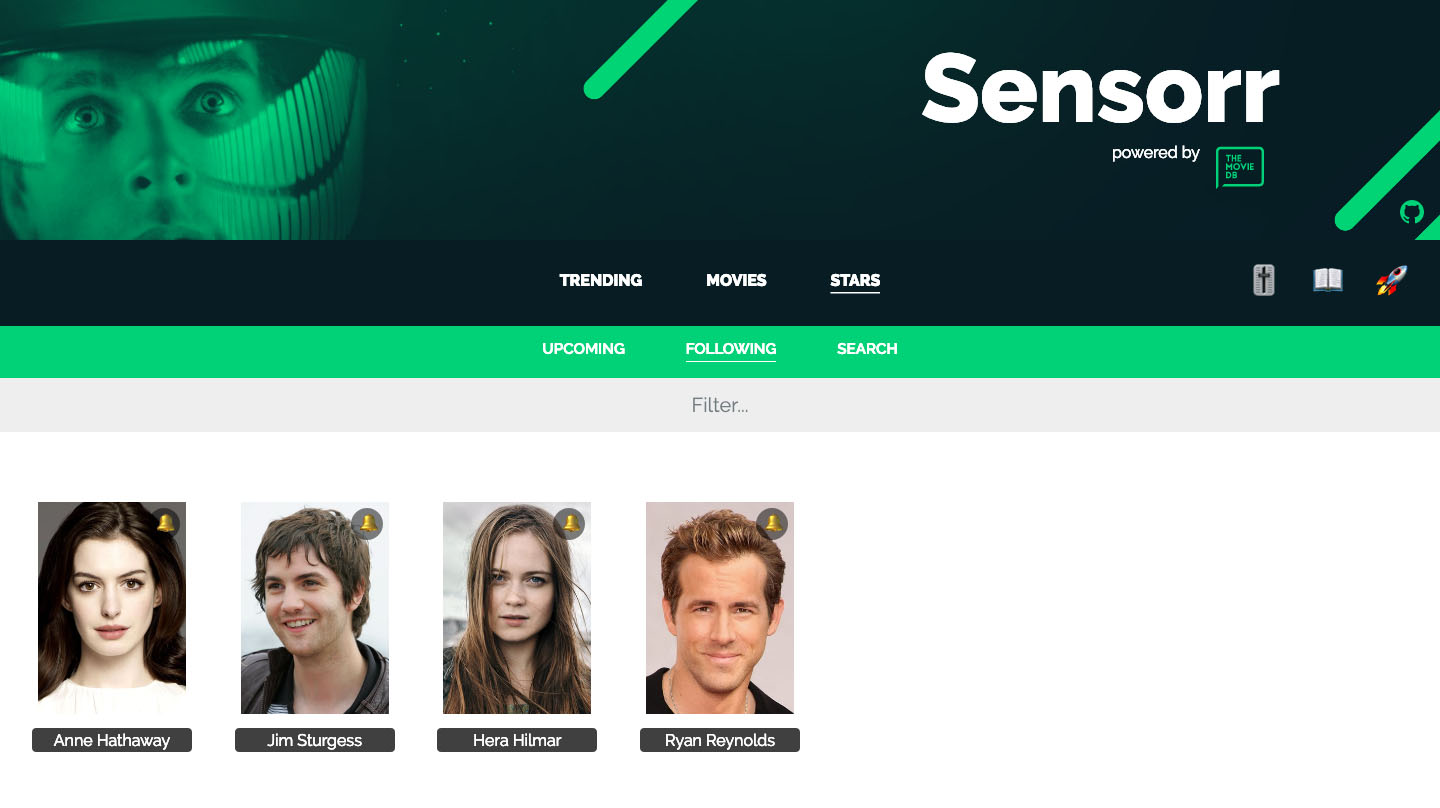 Sensorr
powered by
THE
MOVIE
DB
TRENDING MOVIES STARS
UPCOMING FOLLOWING SEARCH
Filter...
Anne Hathaway Jim Sturgess Hera Hilmar Ryan Reynolds